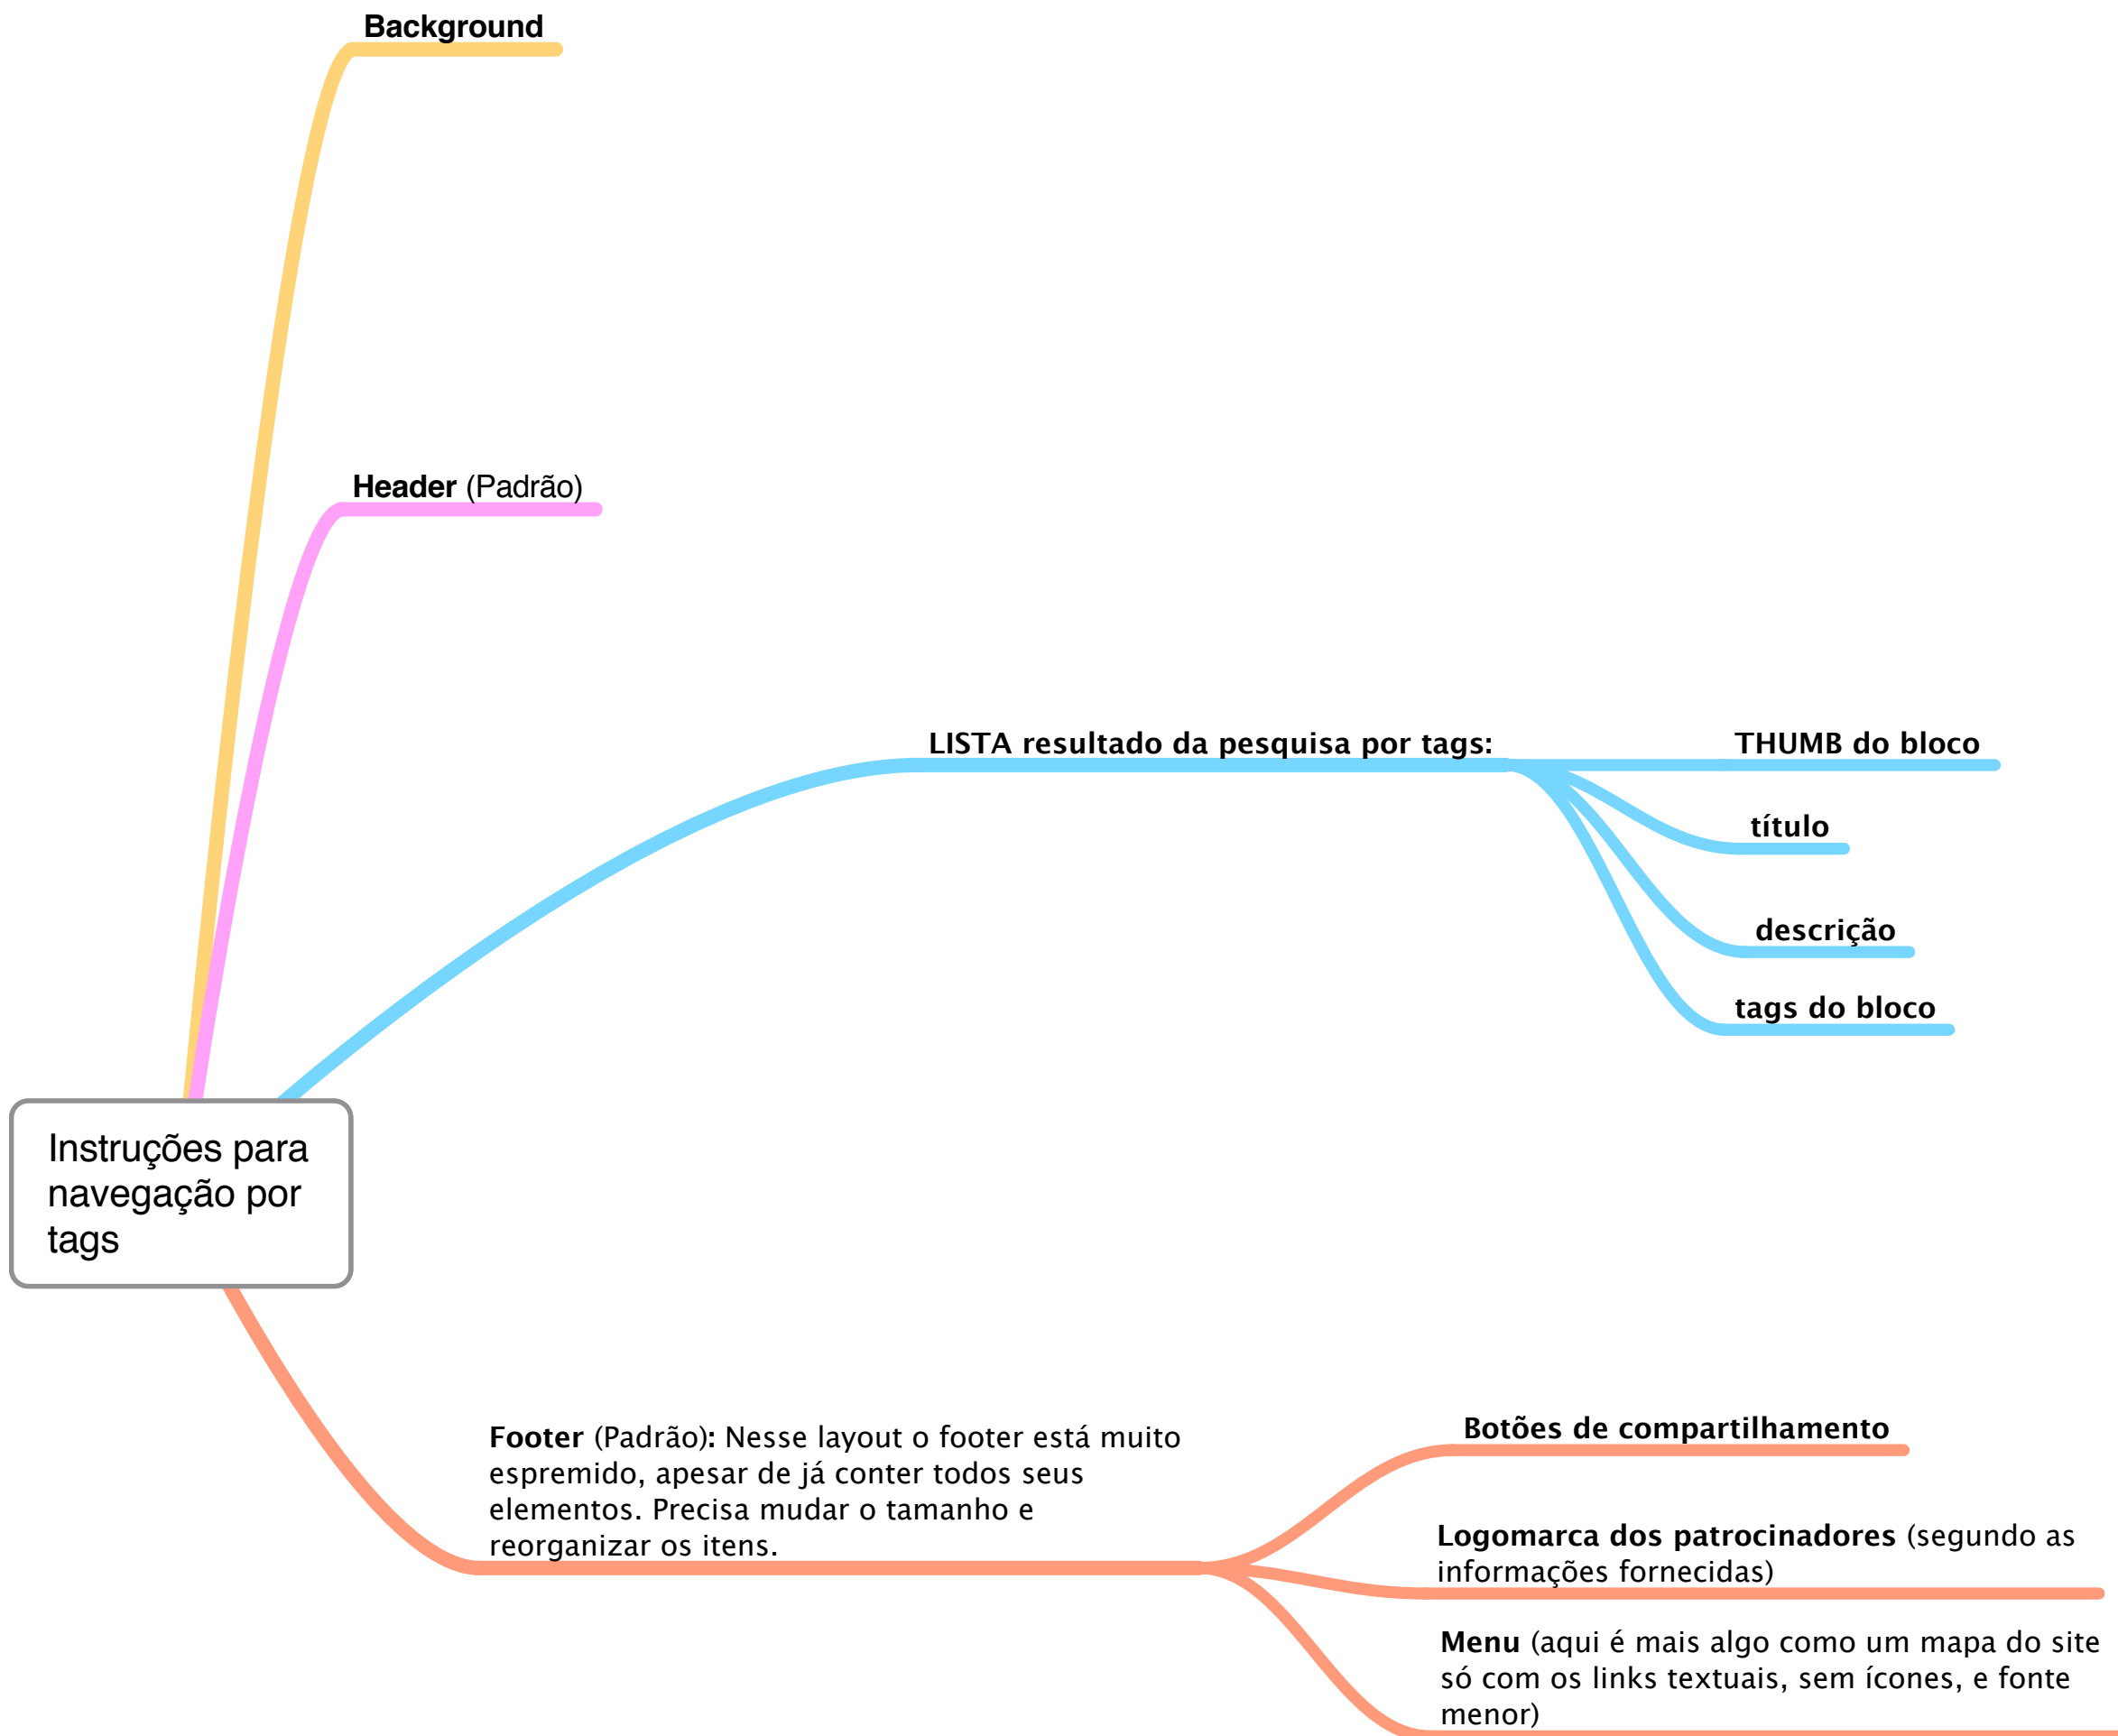 Background
Header (Padrão)
LISTA resultado da pesquisa por tags:
THUMB do bloco
título
descrição
tags do bloco
Instruções para
navegação por
tags
Footer (Padrão): Nesse layout o footer está muito
espremido, apesar de já conter todos seus
elementos. Precisa mudar o tamanho e
reorganizar os itens.
Botões de compartilhamento
Logomarca dos patrocinadores (segundo as
informações fornecidas)
Menu (aqui é mais algo como um mapa do site
só com os links textuais, sem ícones, e fonte
menor)